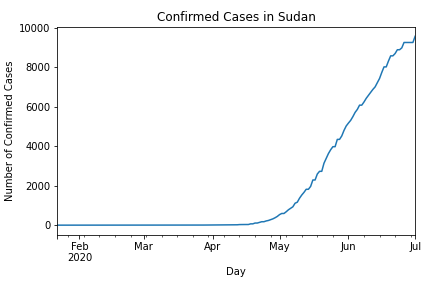 Confirmed Cases in Sudan
10000
8000
6000
4000
2000
0
Number of Confirmed Cases
Feb
2020
Mar
Apr
May
Jun
Jul
Day